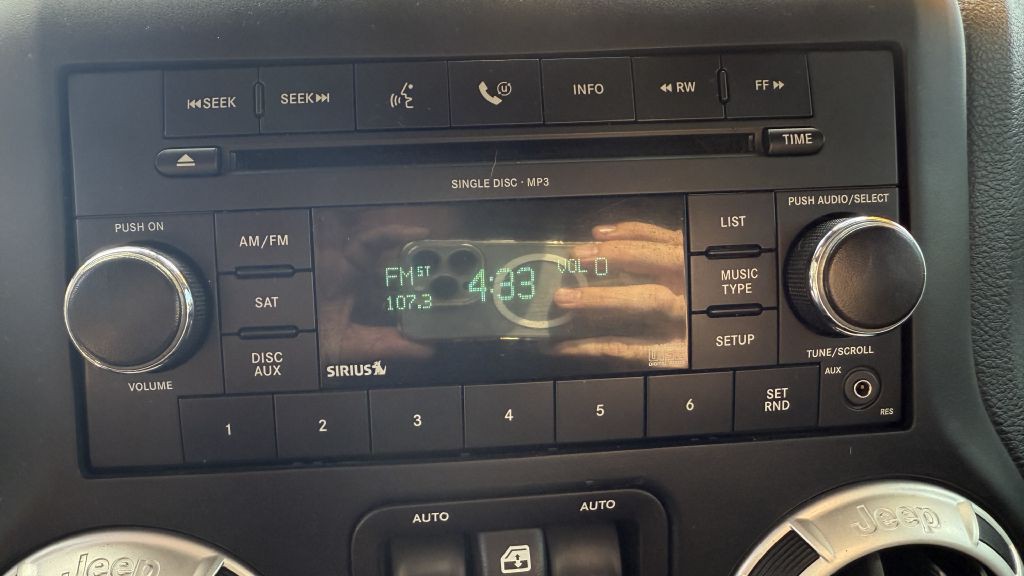 SEEK
SEEK
INFO
RW
FF
TIME
SINGLE DISC · MP3
PUSH ON
AM/FM
SAT
DISC
AUX
VOLUME
FM ST
107.3
4:33
VOL 0
SIRIUS
LIST
MUSIC
TYPE
SETUP
PUSH AUDIO/SELECT
TUNE/SCROLL
AUX
RES
1
2
3
4
5
6
SET
RND
AUTO
AUTO
Jeep
Jeep